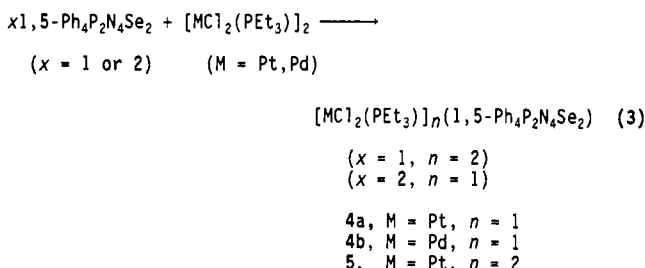 x1,5-Ph₄P₂N₄Se₂ + [MCl₂(PEt₃)]₂ ⟶
(x = 1 or 2) (M = Pt,Pd)
[MCl₂(PEt₃)]ₙ(1,5-Ph₄P₂N₄Se₂) (3)
(x = 1, n = 2)
(x = 2, n = 1)
4a, M = Pt, n = 1
4b, M = Pd, n = 1
5, M = Pt, n = 2